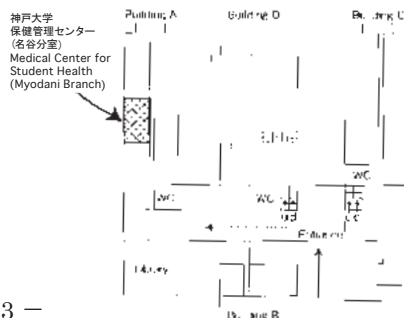 神戸大学
保健管理センター
(名谷分室)
Medical Center for
Student Health
(Myodani Branch)
Building A
Building D
Building C
WC
WC
WC
Entrance
Library
Building B
3 —